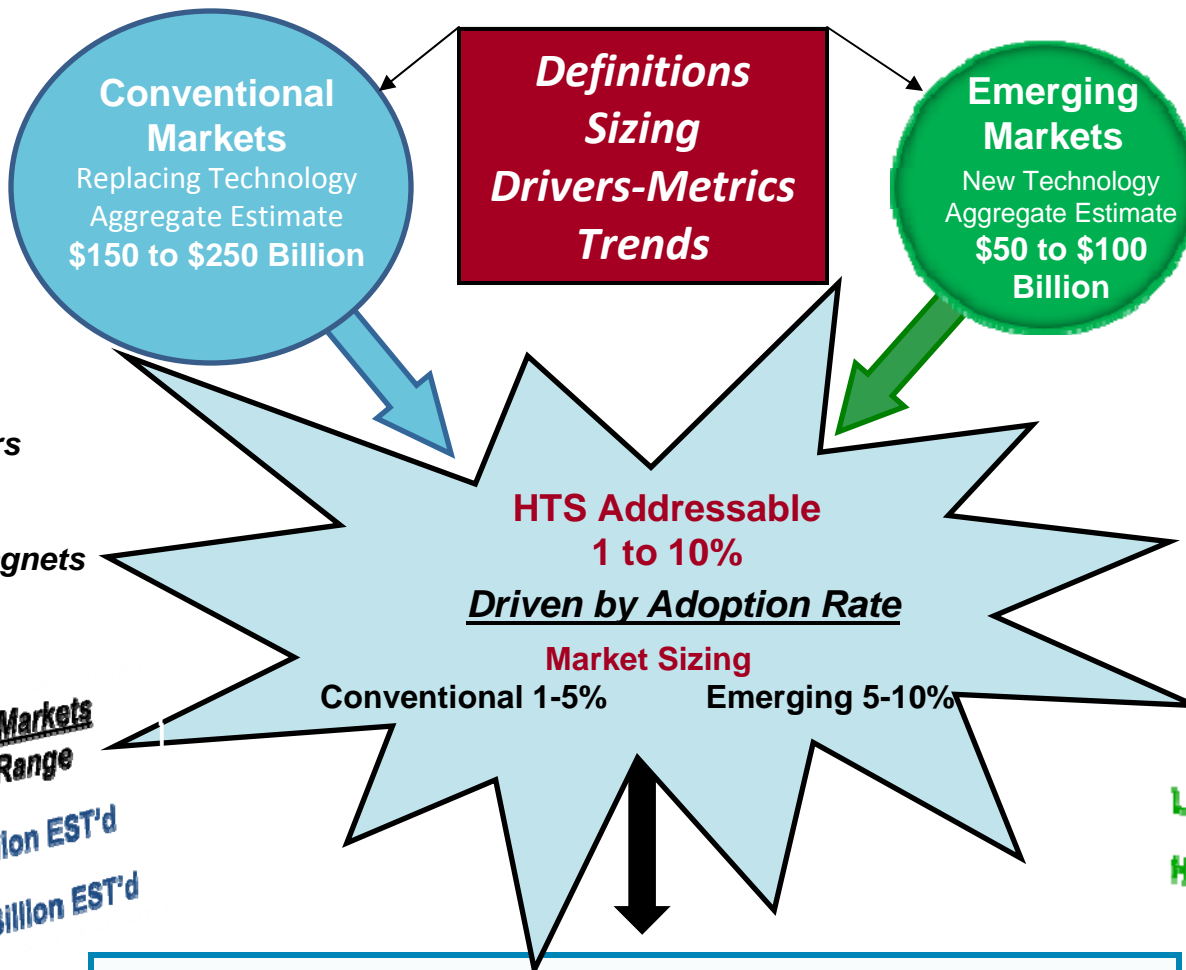 Definitions
Sizing
Drivers-Metrics
Trends
Conventional
Markets
Replacing Technology
Aggregate Estimate
$150 to $250 Billion
Emerging
Markets
New Technology
Aggregate Estimate
$50 to $100
Billion
rs
gnets
HTS Addressable
1 to 10%
Driven by Adoption Rate
Market Sizing
Conventional 1-5% Emerging 5-10%
Markets
Range
lion EST'd
Billlion EST'd
L
H